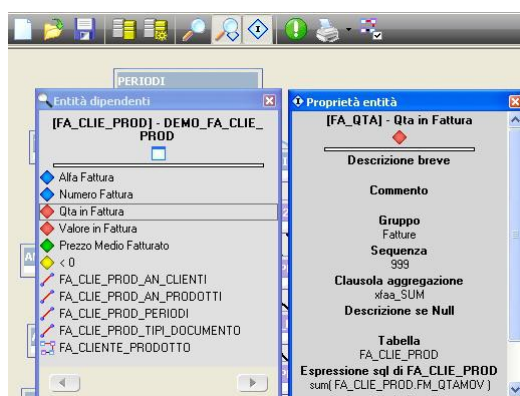 PERIODI
Entità dipendenti
[FA_CLIE_PROD] - DEMO_FA_CLIE_
PROD
Alfa Fattura
Numero Fattura
Qta in Fattura
Valore in Fattura
Prezzo Medio Fatturato
< 0
FA_CLIE_PROD_AN_CLIENTI
FA_CLIE_PROD_AN_PRODOTTI
FA_CLIE_PROD_PERIODI
FA_CLIE_PROD_TIPI_DOCUMENTO
FA_CLIENTE_PRODOTTO
Proprietà entità
[FA_QTA] - Qta in Fattura
Descrizione breve
Commento
Gruppo
Fatture
Sequenza
999
Clausola aggregazione
xfaa_SUM
Descrizione se Null
Tabella
FA_CLIE_PROD
Espressione sql di FA_CLIE_PROD
sum( FA_CLIE_PROD.FM_QTAMOV )